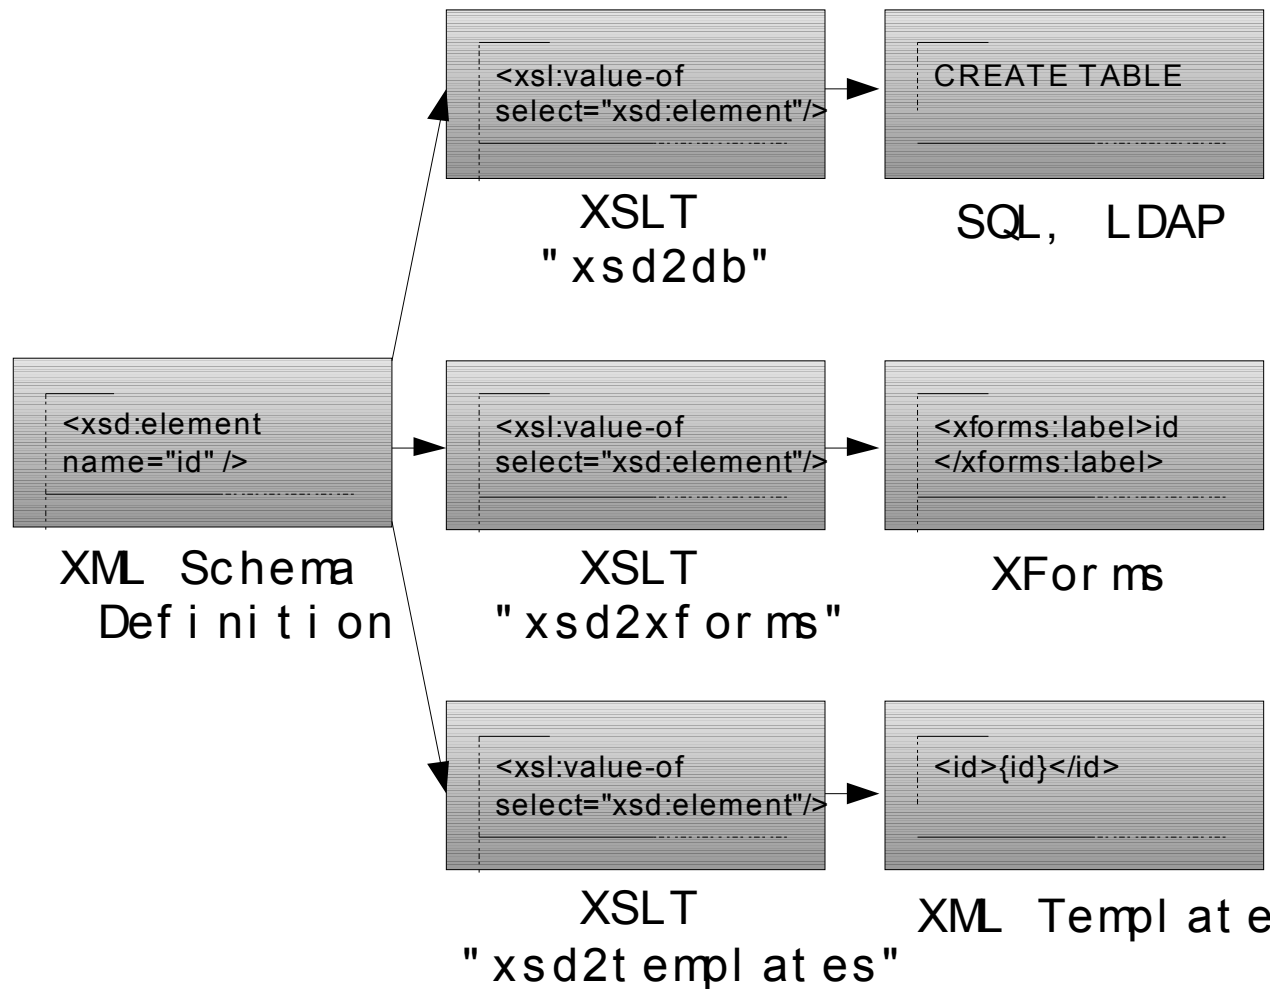 <xsl:value-of
select="xsd:element"/>
XSLT
"xsd2db"
CREATE TABLE
SQL, LDAP
<xsd:element
name="id" />
XML Schema
Definition
<xsl:value-of
select="xsd:element"/>
XSLT
"xsd2xforms"
<xforms:label>id
</xforms:label>
XForms
<xsl:value-of
select="xsd:element"/>
XSLT
"xsd2templates"
<id>{id}</id>
XML Template